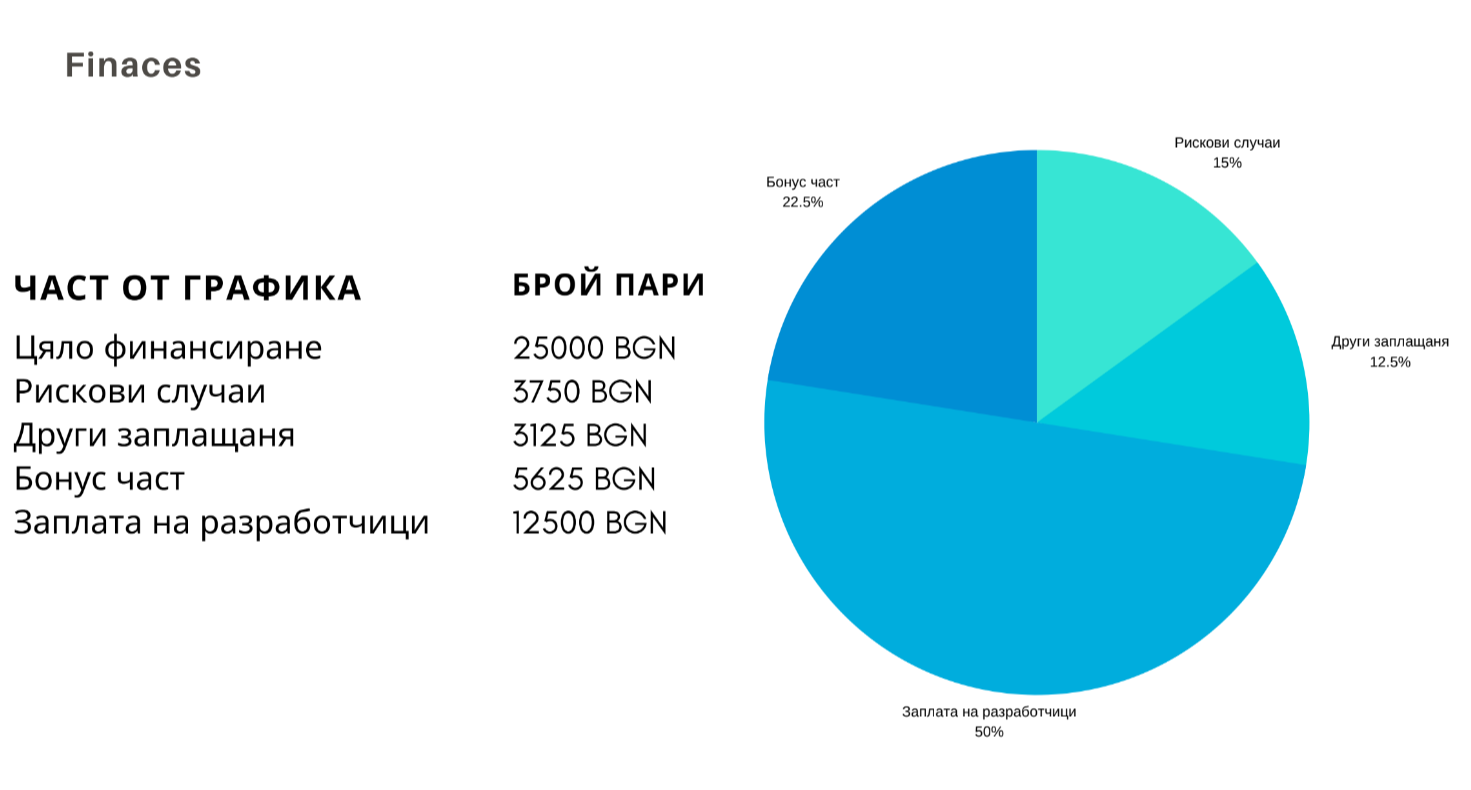 Finaces
ЧАСТ ОТ ГРАФИКА БРОЙ ПАРИ
Цяло финансиране 25000 BGN
Рискови случаи 3750 BGN
Други заплащаня 3125 BGN
Бонус част 5625 BGN
Заплата на разработчици 12500 BGN
Рискови случаи
15%
Бонус част
22.5%
Други заплащаня
12.5%
Заплата на разработчици
50%